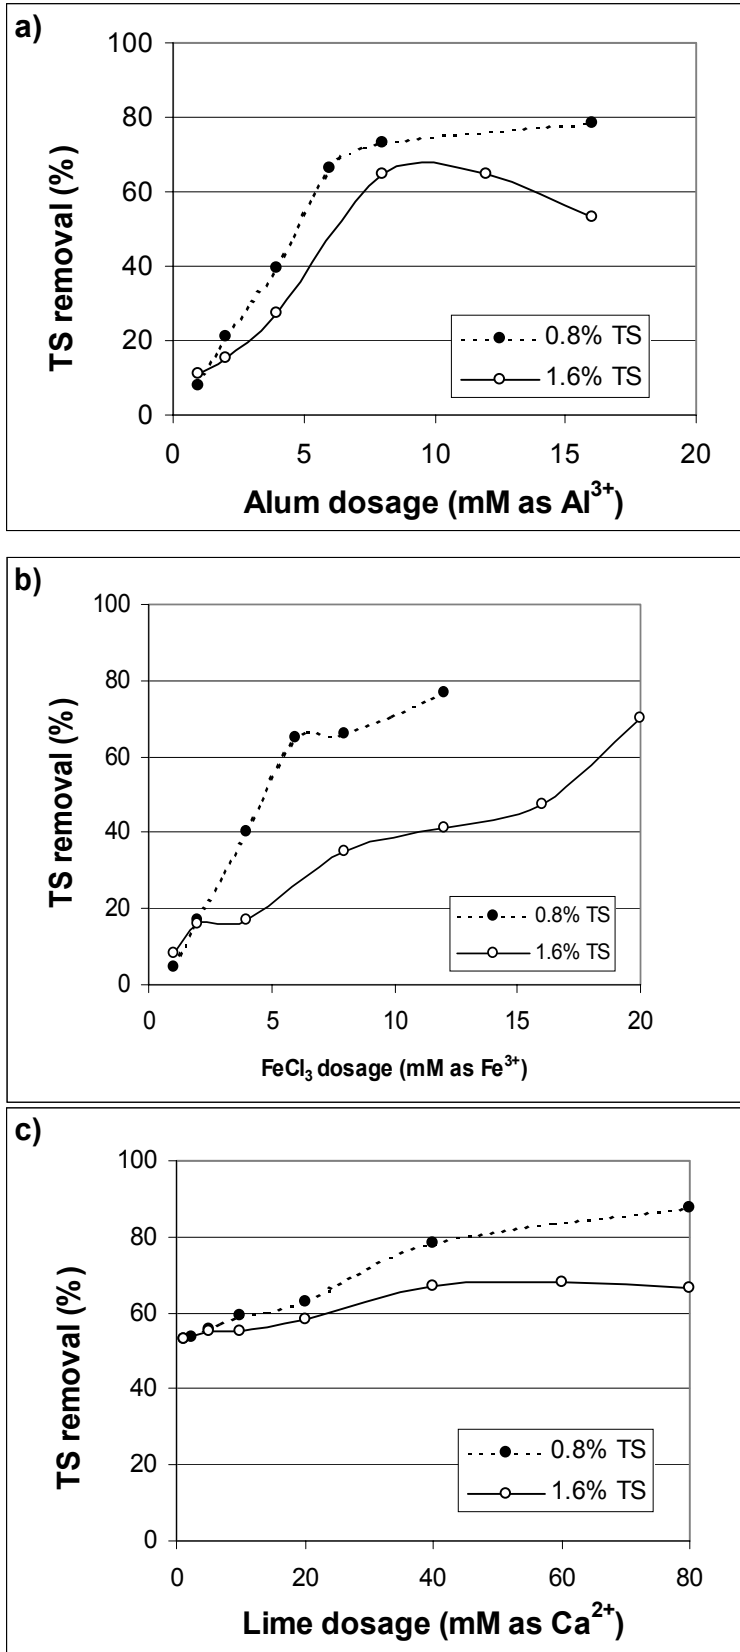 a)
100
80
60
40
20
0
TS removal (%)
0.8% TS
1.6% TS
0 5 10 15 20
Alum dosage (mM as Al³⁺)
b)
100
80
60
40
20
0
TS removal (%)
0.8% TS
1.6% TS
0 5 10 15 20
FeCl₃ dosage (mM as Fe³⁺)
c)
100
80
60
40
20
0
TS removal (%)
0.8% TS
1.6% TS
0 20 40 60 80
Lime dosage (mM as Ca²⁺)